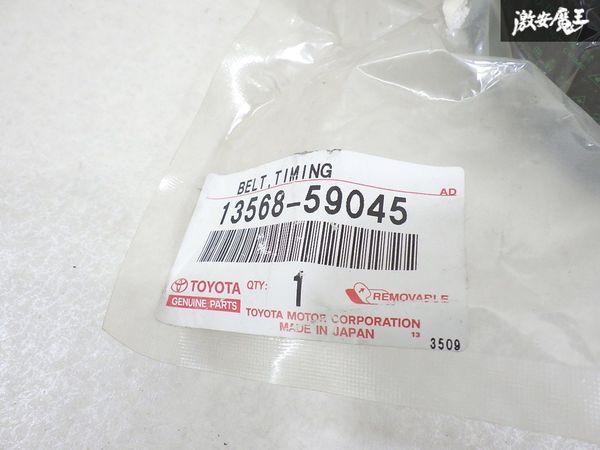 激安魔王
BELT,TIMING
AD
13568-59045
TOYOTA
GENUINE PARTS
QTY:
1
REMOVABLE
TOYOTA MOTOR CORPORATION
MADE IN JAPAN
13
3509